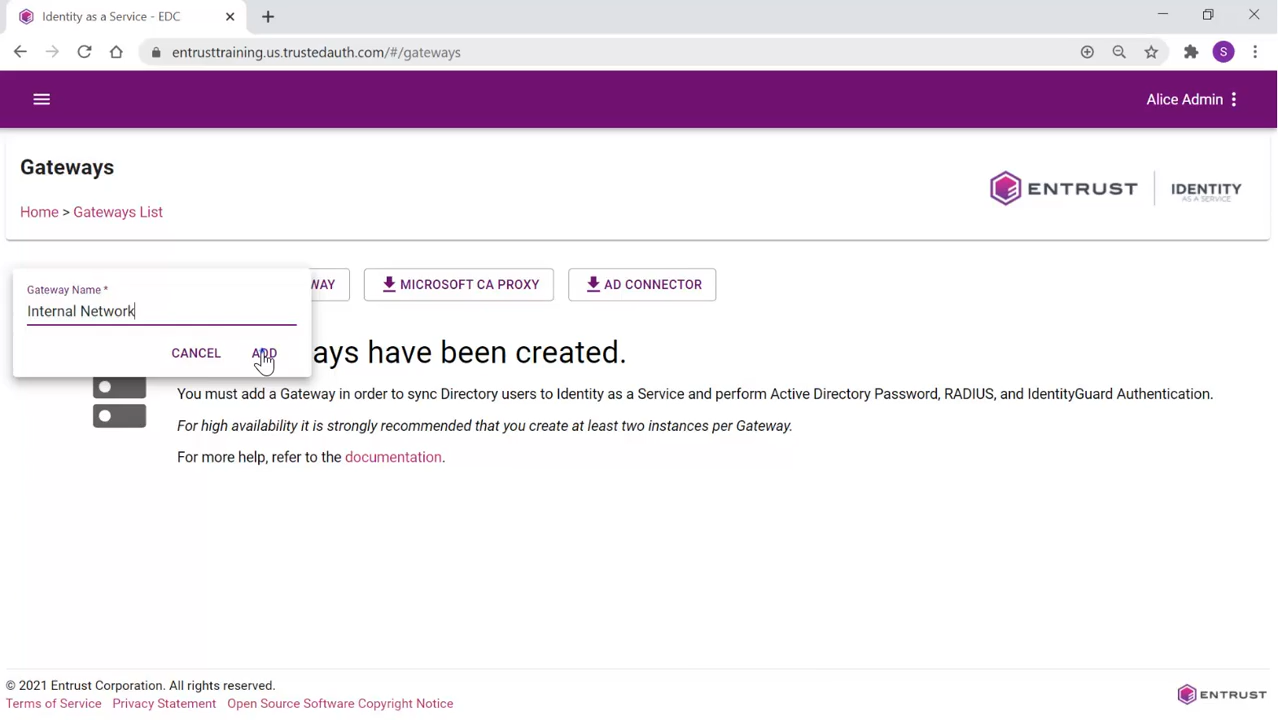 Identity as a Service - EDC
entrusttraining.us.trustedauth.com/#/gateways
S
Alice Admin
Gateways
Home > Gateways List
ENTRUST
IDENTITY
AS A SERVICE
Gateway Name *
Internal Network
CANCEL
ADD
WAY
MICROSOFT CA PROXY
AD CONNECTOR
ays have been created.
You must add a Gateway in order to sync Directory users to Identity as a Service and perform Active Directory Password, RADIUS, and IdentityGuard Authentication.
For high availability it is strongly recommended that you create at least two instances per Gateway.
For more help, refer to the documentation.
© 2021 Entrust Corporation. All rights reserved.
Terms of Service Privacy Statement Open Source Software Copyright Notice
ENTRUST